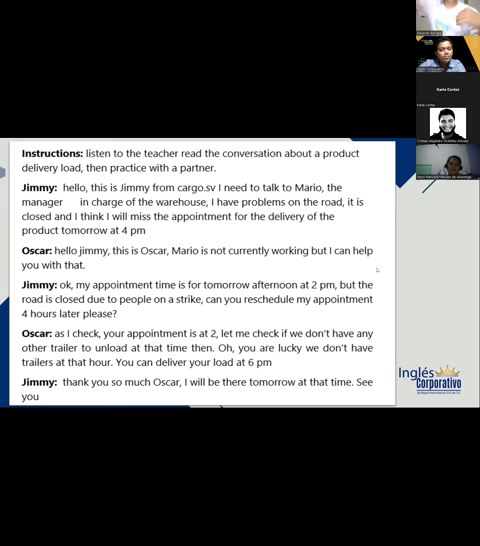 Instructions: listen to the teacher read the conversation about a product
delivery load, then practice with a partner.
Jimmy: hello, this is Jimmy from cargo.sv I need to talk to Mario, the
manager in charge of the warehouse, I have problems on the road, it is
closed and I think I will miss the appointment for the delivery of the
product tomorrow at 4 pm
Oscar: hello jimmy, this is Oscar, Mario is not currently working but I can help
you with that.
Jimmy: ok, my appointment time is for tomorrow afternoon at 2 pm, but the
road is closed due to people on a strike, can you reschedule my appointment
4 hours later please?
Oscar: as I check, your appointment is at 2, let me check if we don't have any
other trailer to unload at that time then. Oh, you are lucky we don't have
trailers at that hour. You can deliver your load at 6 pm
Jimmy: thank you so much Oscar, I will be there tomorrow at that time. See
you
Karla Cortez
Karla Cortez
Inglés
Corporativo